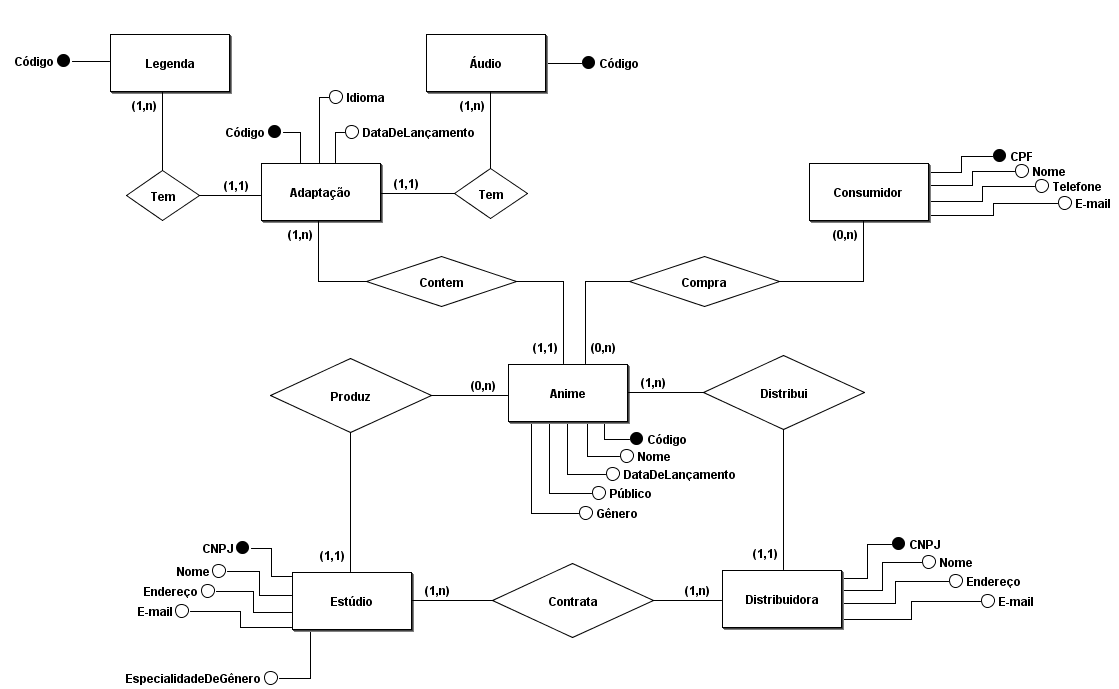 Código
Legenda
Áudio
Código
(1,n)
(1,n)
Idioma
Código
DataDeLançamento
Tem
(1,1)
Adaptação
(1,1)
Tem
(1,n)
Consumidor
CPF
Nome
Telefone
E-mail
(0,n)
Contem
Compra
(1,1)
(0,n)
Produz
(0,n)
Anime
(1,n)
Distribui
Código
Nome
DataDeLançamento
Público
Gênero
(1,1)
(1,1)
CNPJ
Nome
Endereço
E-mail
Estúdio
EspecialidadeDeGênero
(1,n)
Contrata
(1,n)
Distribuidora
CNPJ
Nome
Endereço
E-mail